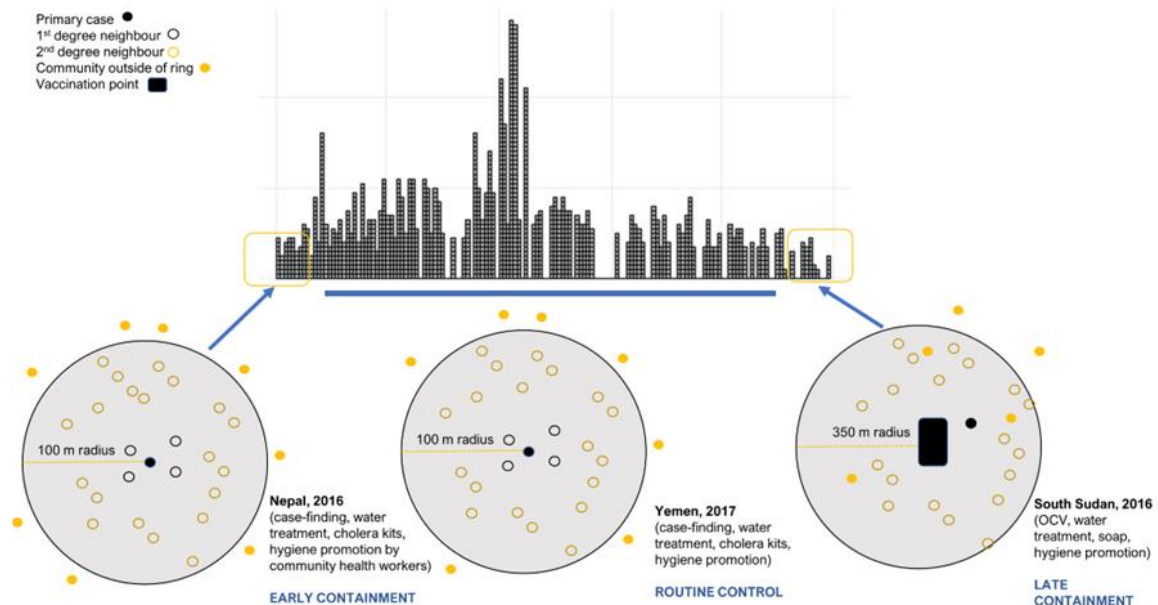 Primary case
1st degree neighbour
2nd degree neighbour
Community outside of ring
Vaccination point
100 m radius
100 m radius
350 m radius
Nepal, 2016
(case-finding, water
treatment, cholera kits,
hygiene promotion by
community health workers)
EARLY CONTAINMENT
Yemen, 2017
(case-finding, water
treatment, cholera kits,
hygiene promotion)
ROUTINE CONTROL
South Sudan, 2016
(OCV, water
treatment, soap,
hygiene promotion)
LATE
CONTAINMENT